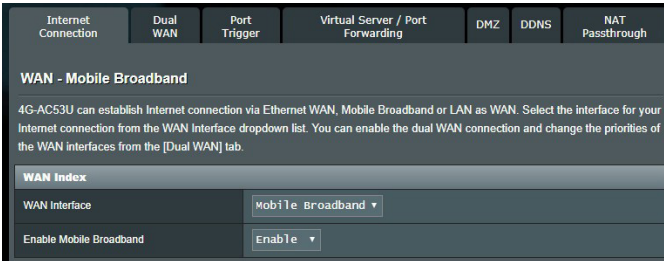 Internet Connection
Dual WAN
Port Trigger
Virtual Server / Port Forwarding
DMZ
DDNS
NAT Passthrough
WAN - Mobile Broadband
4G-AC53U can establish Internet connection via Ethernet WAN, Mobile Broadband or LAN as WAN. Select the interface for your
Internet connection from the WAN Interface dropdown list. You can enable the dual WAN connection and change the priorities of
the WAN interfaces from the [Dual WAN] tab.
WAN Index
WAN Interface
Mobile Broadband
Enable Mobile Broadband
Enable